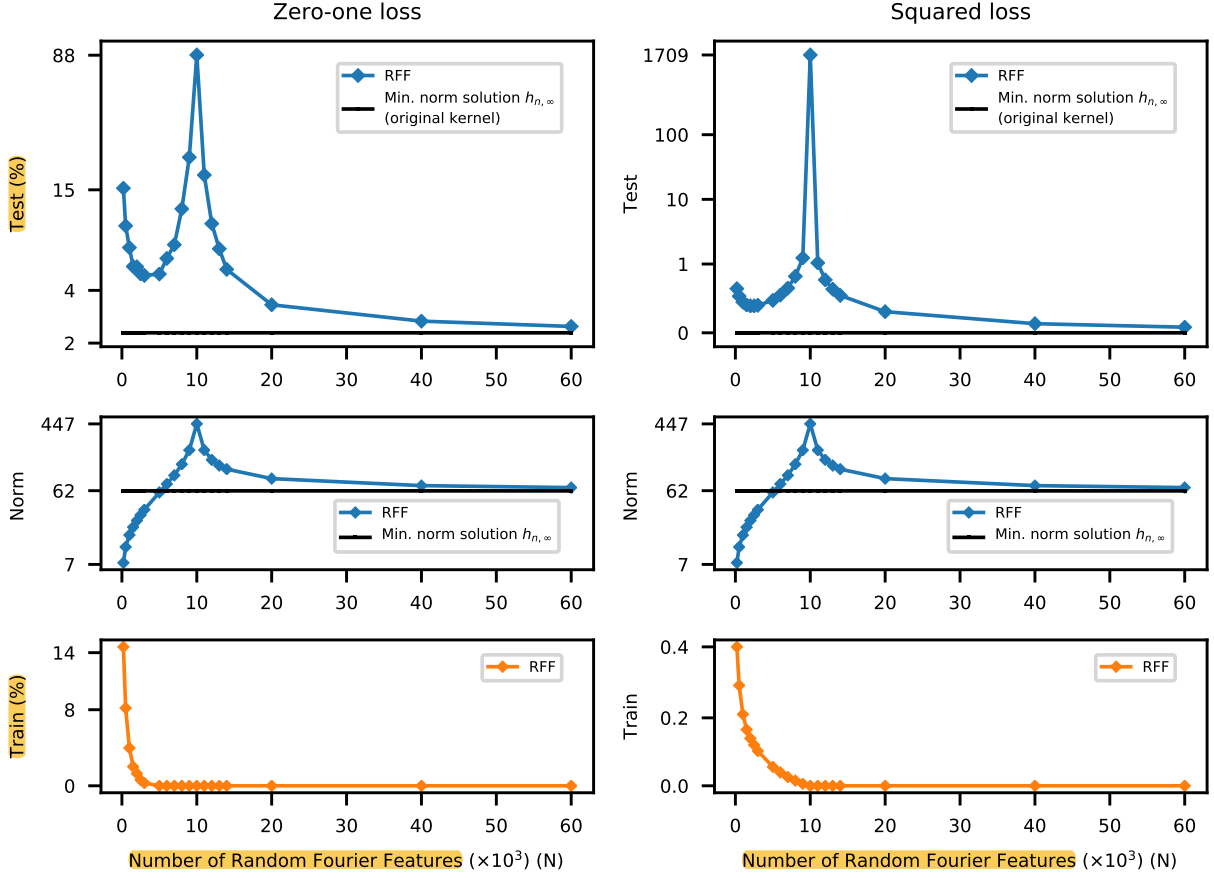 Zero-one loss
88
15
4
2
Test (%)
RFF
Min. norm solution h_{n,∞}
(original kernel)
0 10 20 30 40 50 60
447
62
7
Norm
RFF
Min. norm solution h_{n,∞}
0 10 20 30 40 50 60
14
8
0
Train (%)
RFF
0 10 20 30 40 50 60
Number of Random Fourier Features (×10³) (N)
Squared loss
1709
100
10
1
0
Test
RFF
Min. norm solution h_{n,∞}
(original kernel)
0 10 20 30 40 50 60
447
62
7
Norm
RFF
Min. norm solution h_{n,∞}
0 10 20 30 40 50 60
0.4
0.2
0.0
Train
RFF
0 10 20 30 40 50 60
Number of Random Fourier Features (×10³) (N)